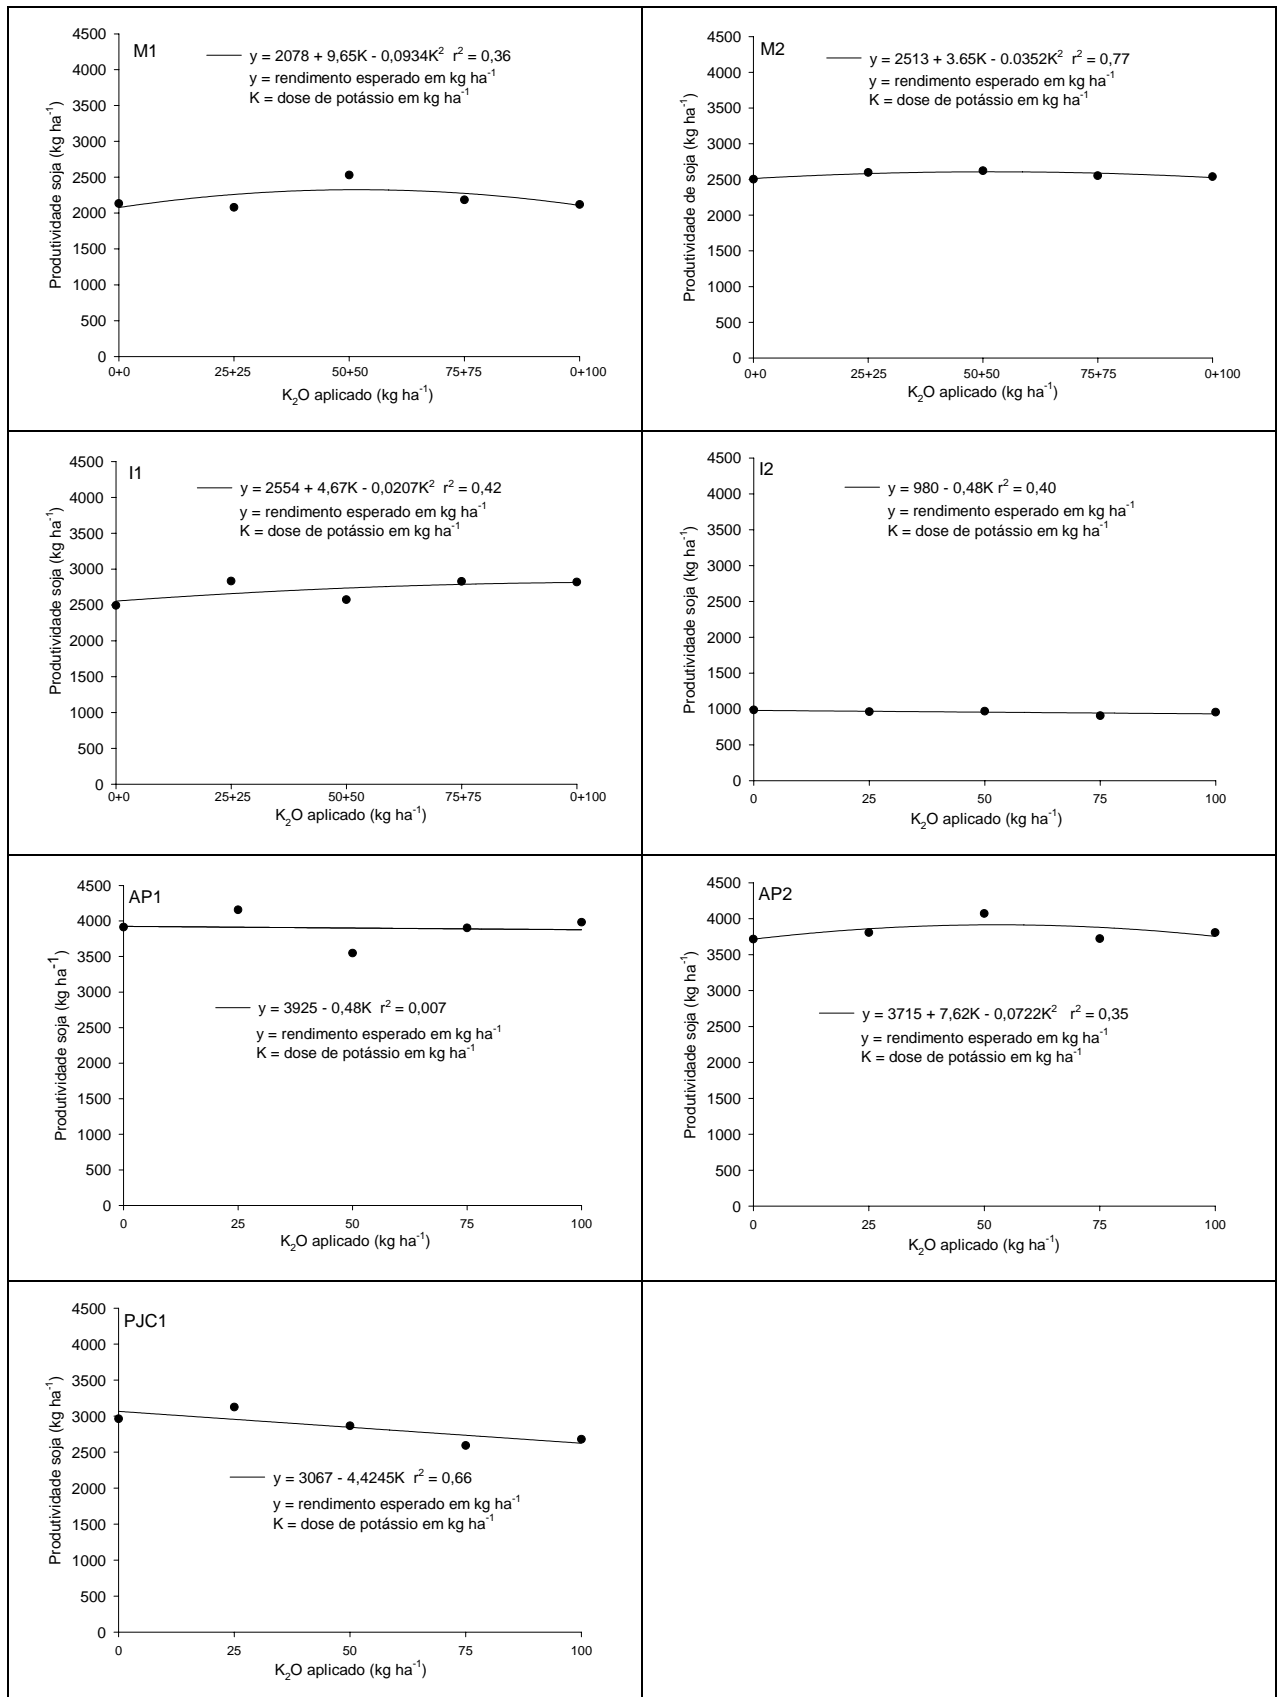 M1
y = 2078 + 9,65K - 0,0934K² r² = 0,36
y = rendimento esperado em kg ha⁻¹
K = dose de potássio em kg ha⁻¹
Produtividade soja (kg ha⁻¹)
4500
4000
3500
3000
2500
2000
1500
1000
500
0
0+0 25+25 50+50 75+75 0+100
K₂O aplicado (kg ha⁻¹)
M2
y = 2513 + 3.65K - 0.0352K² r² = 0,77
y = rendimento esperado em kg ha⁻¹
K = dose de potássio em kg ha⁻¹
Produtividade de soja (kg ha⁻¹)
4500
4000
3500
3000
2500
2000
1500
1000
500
0
0+0 25+25 50+50 75+75 0+100
K₂O aplicado (kg ha⁻¹)
I1
y = 2554 + 4,67K - 0,0207K² r² = 0,42
y = rendimento esperado em kg ha⁻¹
K = dose de potássio em kg ha⁻¹
Produtividade soja (kg ha⁻¹)
4500
4000
3500
3000
2500
2000
1500
1000
500
0
0+0 25+25 50+50 75+75 0+100
K₂O aplicado (kg ha⁻¹)
I2
y = 980 - 0,48K r² = 0,40
y = rendimento esperado em kg ha⁻¹
K = dose de potássio em kg ha⁻¹
Produtividade soja (kg ha⁻¹)
4500
4000
3500
3000
2500
2000
1500
1000
500
0
0 25 50 75 100
K₂O aplicado (kg ha⁻¹)
AP1
y = 3925 - 0,48K r² = 0,007
y = rendimento esperado em kg ha⁻¹
K = dose de potássio em kg ha⁻¹
Produtividade soja (kg ha⁻¹)
4500
4000
3500
3000
2500
2000
1500
1000
500
0
0 25 50 75 100
K₂O aplicado (kg ha⁻¹)
AP2
y = 3715 + 7,62K - 0,0722K² r² = 0,35
y = rendimento esperado em kg ha⁻¹
K = dose de potássio em kg ha⁻¹
Produtividade soja (kg ha⁻¹)
4500
4000
3500
3000
2500
2000
1500
1000
500
0
0 25 50 75 100
K₂O aplicado (kg ha⁻¹)
PJC1
y = 3067 - 4,4245K r² = 0,66
y = rendimento esperado em kg ha⁻¹
K = dose de potássio em kg ha⁻¹
Produtividade soja (kg ha⁻¹)
4500
4000
3500
3000
2500
2000
1500
1000
500
0
0 25 50 75 100
K₂O aplicado (kg ha⁻¹)